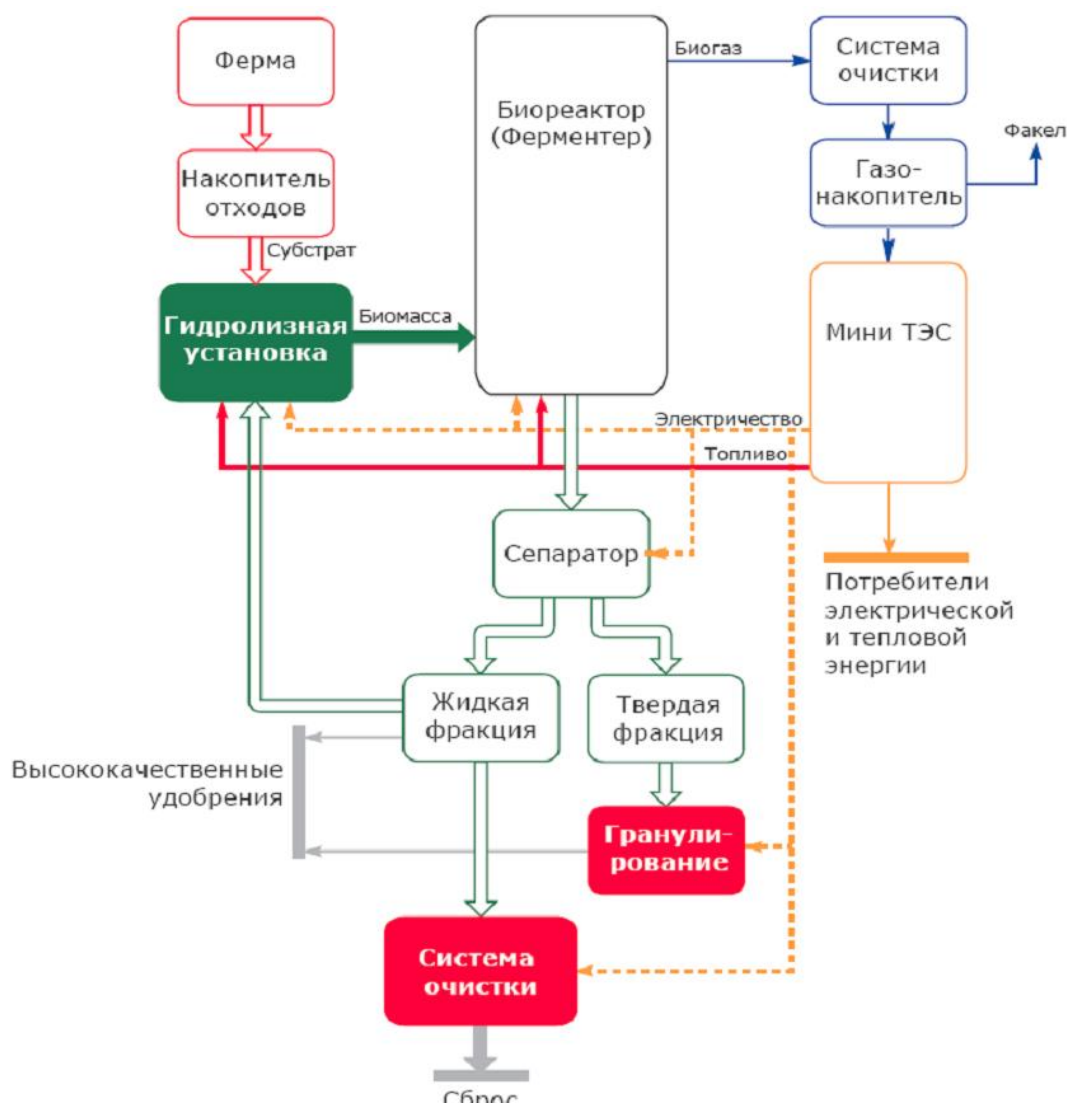 Ферма
Накопитель
отходов
Субстрат
Гидролизная
установка
Биомасса
Биореактор
(Ферментер)
Биогаз
Система
очистки
Факел
Газо-
накопитель
Мини ТЭС
Электричество
Топливо
Сепаратор
Потребители
электрической
и тепловой
энергии
Жидкая
фракция
Твердая
фракция
Высококачественные
удобрения
Гранули-
рование
Система
очистки
Сброс